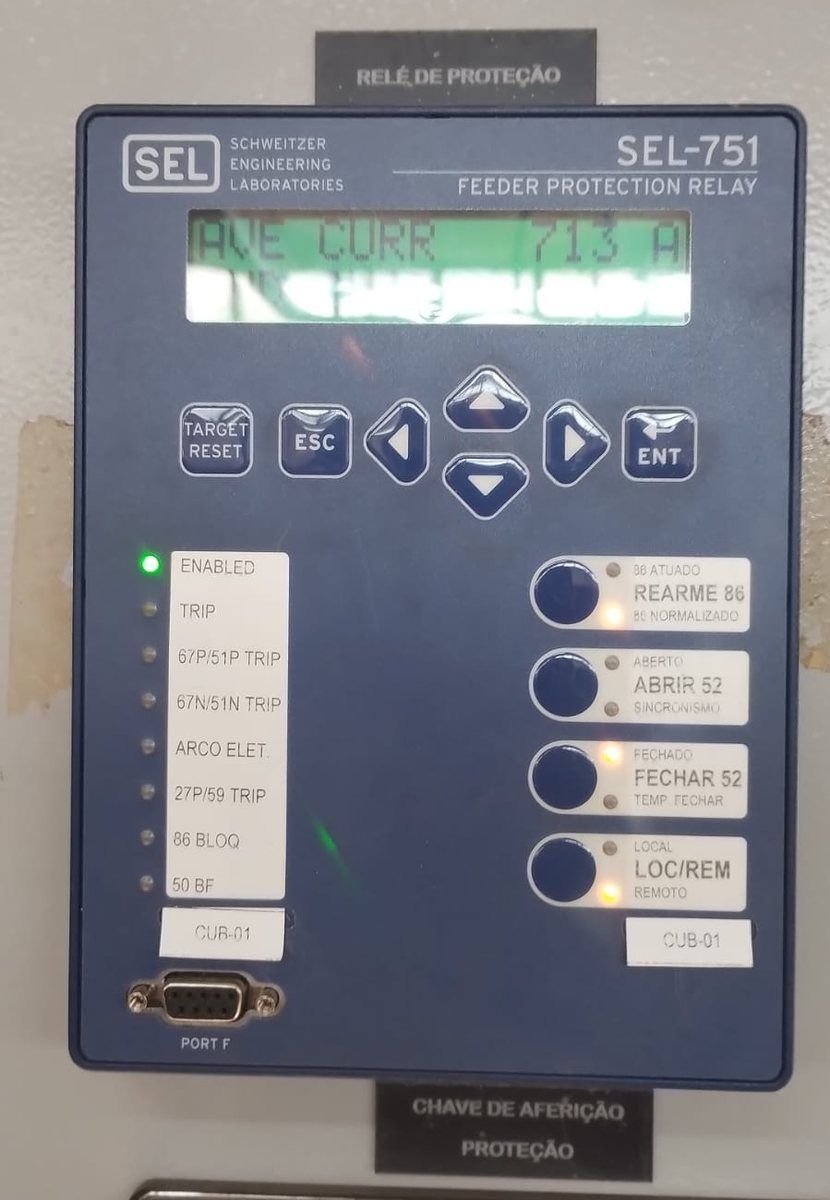 RELÉ DE PROTEÇÃO
SEL
SCHWEITZER
ENGINEERING
LABORATORIES
SEL-751
FEEDER PROTECTION RELAY
AVE CURR 713 A
TARGET
RESET
ESC
ENT
ENABLED
TRIP
67P/51P TRIP
67N/51N TRIP
ARCO ELET.
27P/59 TRIP
86 BLOQ
50 BF
CUB-01
PORT F
86 ATUADO
REARME 86
86 NORMALIZADO
ABERTO
ABRIR 52
SINCRONISMO
FECHADO
FECHAR 52
TEMP. FECHAR
LOCAL
LOC/REM
REMOTO
CUB-01
CHAVE DE AFERIÇÃO
PROTEÇÃO